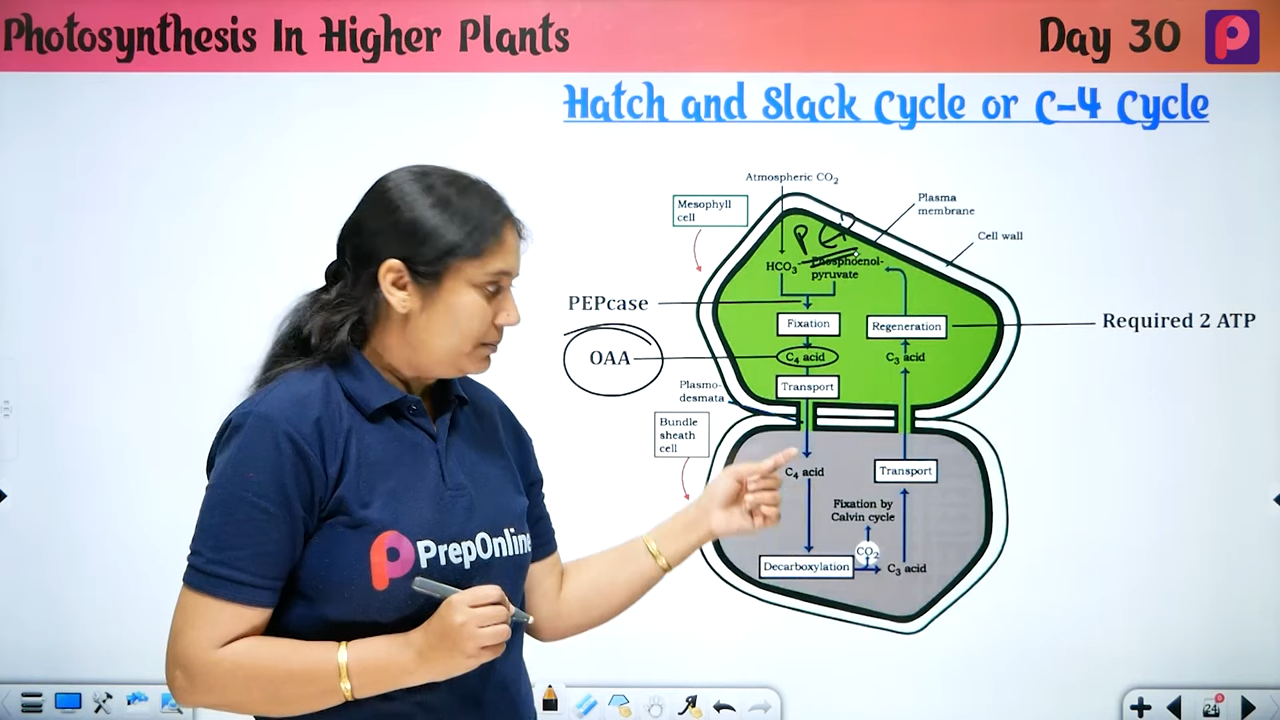 Photosynthesis In Higher Plants
Day 30
Hatch and Slack Cycle or C-4 Cycle
Atmospheric CO₂
Mesophyll
cell
Plasma
membrane
Cell wall
PEP
HCO₃⁻ Phosphoenol-
pyruvate
PEPcase
Fixation
Regeneration
Required 2 ATP
OAA
C₄ acid
C₃ acid
Transport
Plasmo-
desmata
Bundle
sheath
cell
C₄ acid
Transport
Fixation by
Calvin cycle
CO₂
Decarboxylation
C₃ acid
PrepOnline
24